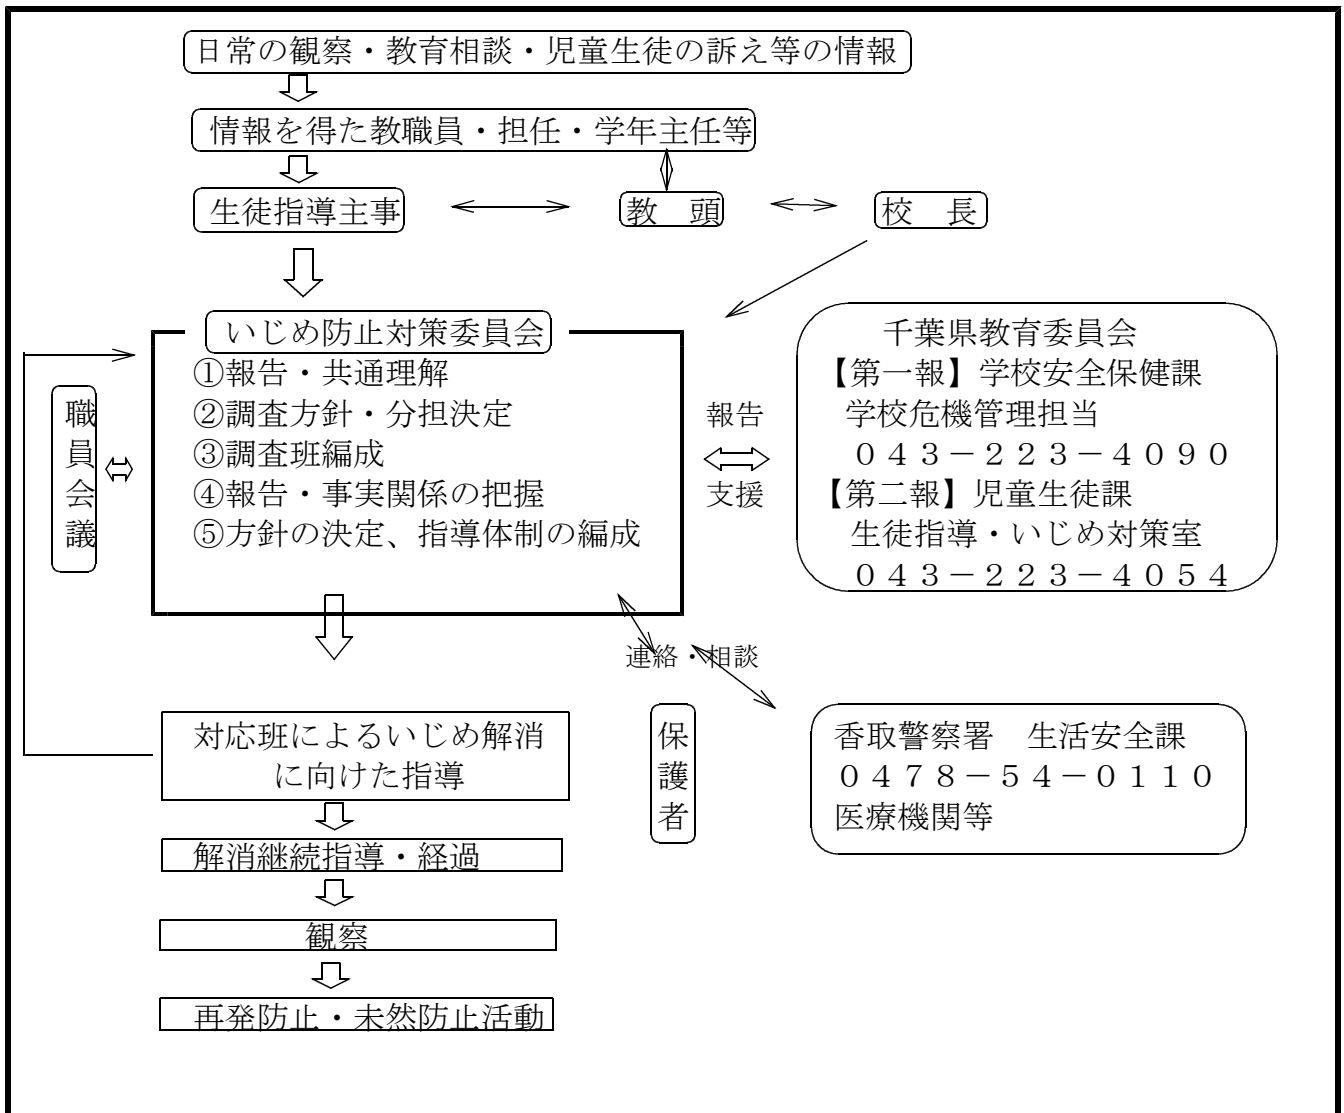 日常の観察・教育相談・児童生徒の訴え等の情報
情報を得た教職員・担任・学年主任等
生徒指導主事
教　頭
校　長
いじめ防止対策委員会
①報告・共通理解
②調査方針・分担決定
③調査班編成
④報告・事実関係の把握
⑤方針の決定、指導体制の編成
職員会議
報告
支援
千葉県教育委員会
【第一報】学校安全保健課
学校危機管理担当
０４３－２２３－４０９０
【第二報】児童生徒課
生徒指導・いじめ対策室
０４３－２２３－４０５４
連絡・相談
対応班によるいじめ解消
に向けた指導
保護者
香取警察署　生活安全課
０４７８－５４－０１１０
医療機関等
解消継続指導・経過
観察
再発防止・未然防止活動